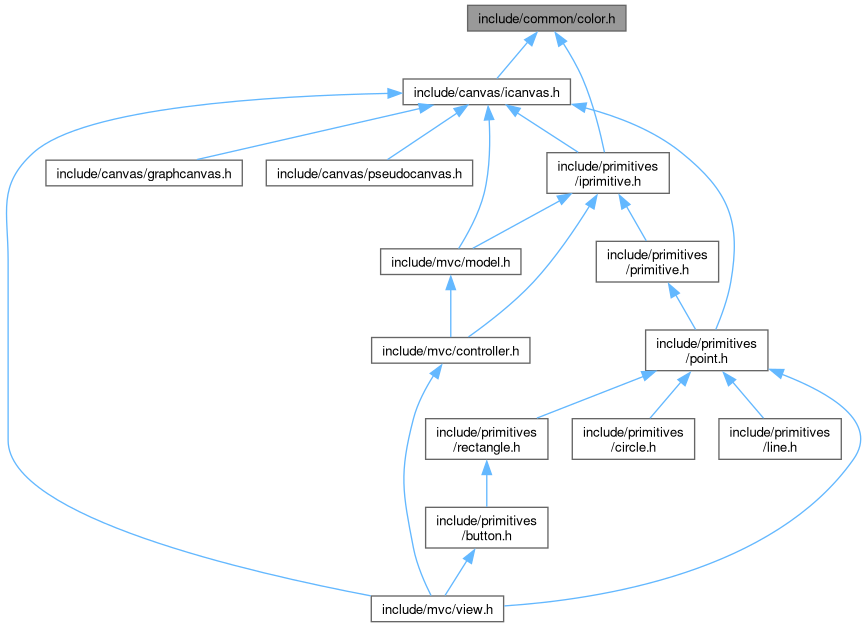 include/common/color.h
include/canvas/icanvas.h
include/canvas/graphcanvas.h
include/canvas/pseudocanvas.h
include/primitives
/iprimitive.h
include/mvc/model.h
include/primitives
/primitive.h
include/mvc/controller.h
include/primitives
/point.h
include/primitives
/rectangle.h
include/primitives
/circle.h
include/primitives
/line.h
include/primitives
/button.h
include/mvc/view.h